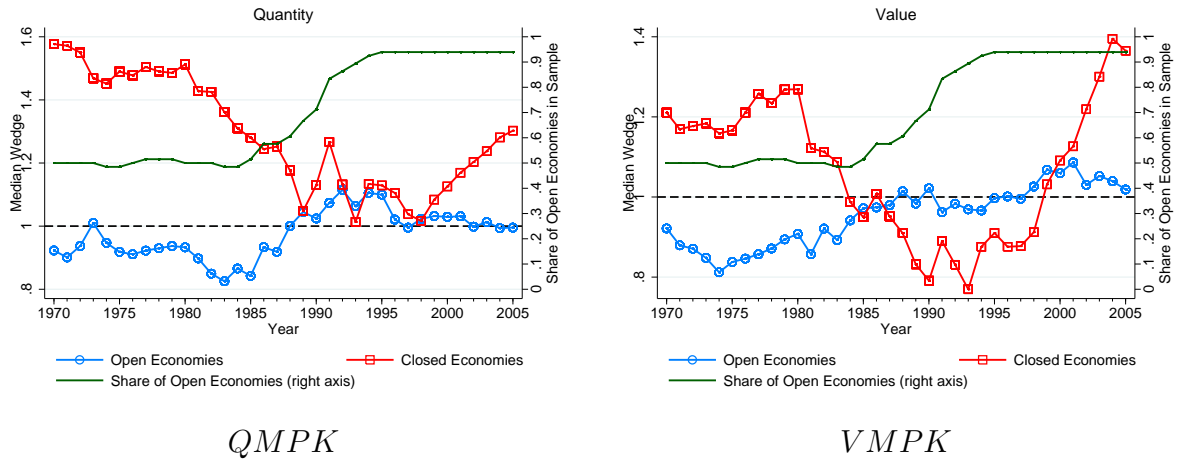 Quantity
Median Wedge
.8 1 1.2 1.4 1.6
Share of Open Economies in Sample
0 .1 .2 .3 .4 .5 .6 .7 .8 .9 1
1970 1975 1980 1985 1990 1995 2000 2005
Year
Open Economies
Closed Economies
Share of Open Economies (right axis)
QMPK
Value
Median Wedge
.8 1 1.2 1.4
Share of Open Economies in Sample
0 .1 .2 .3 .4 .5 .6 .7 .8 .9 1
1970 1975 1980 1985 1990 1995 2000 2005
Year
Open Economies
Closed Economies
Share of Open Economies (right axis)
VMPK